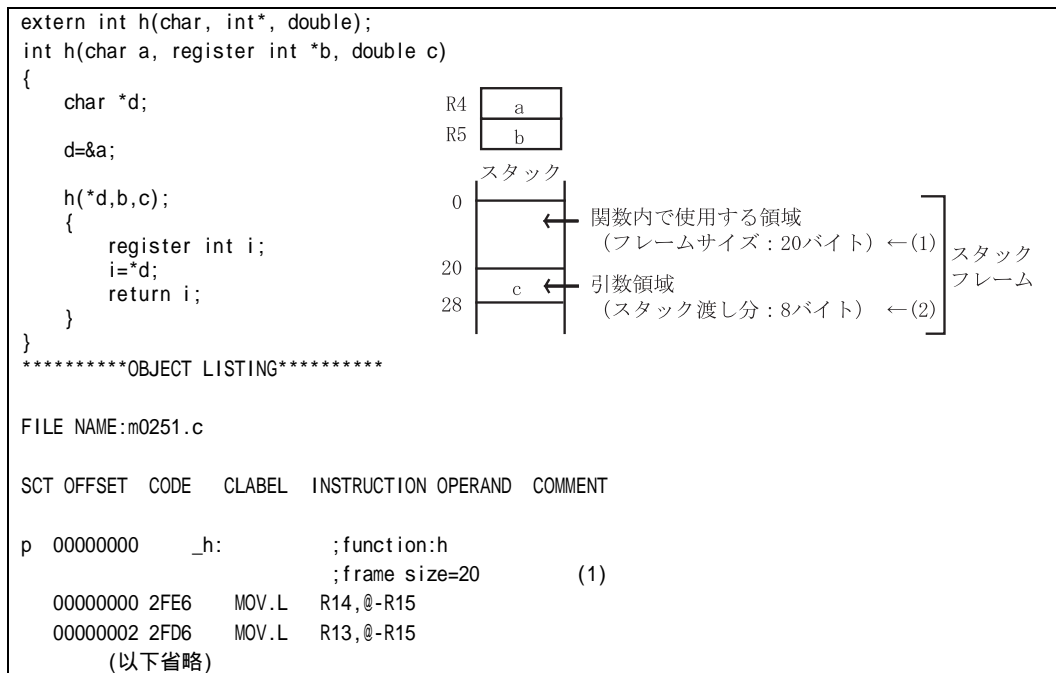 extern int h(char, int*, double);
int h(char a, register int *b, double c)
{
char *d;
d=&a;
h(*d,b,c);
{
register int i;
i=*d;
return i;
}
}
R4 a
R5 b
スタック
0
関数内で使用する領域
(フレームサイズ：20バイト) ←(1)
20
c 引数領域
28 (スタック渡し分：8バイト) ←(2)
スタック
フレーム
**********OBJECT LISTING**********
FILE NAME:m0251.c
SCT OFFSET CODE CLABEL INSTRUCTION OPERAND COMMENT
p 00000000 _h: ;function:h
;frame size=20 (1)
00000000 2FE6 MOV.L R14,@-R15
00000002 2FD6 MOV.L R13,@-R15
(以下省略)